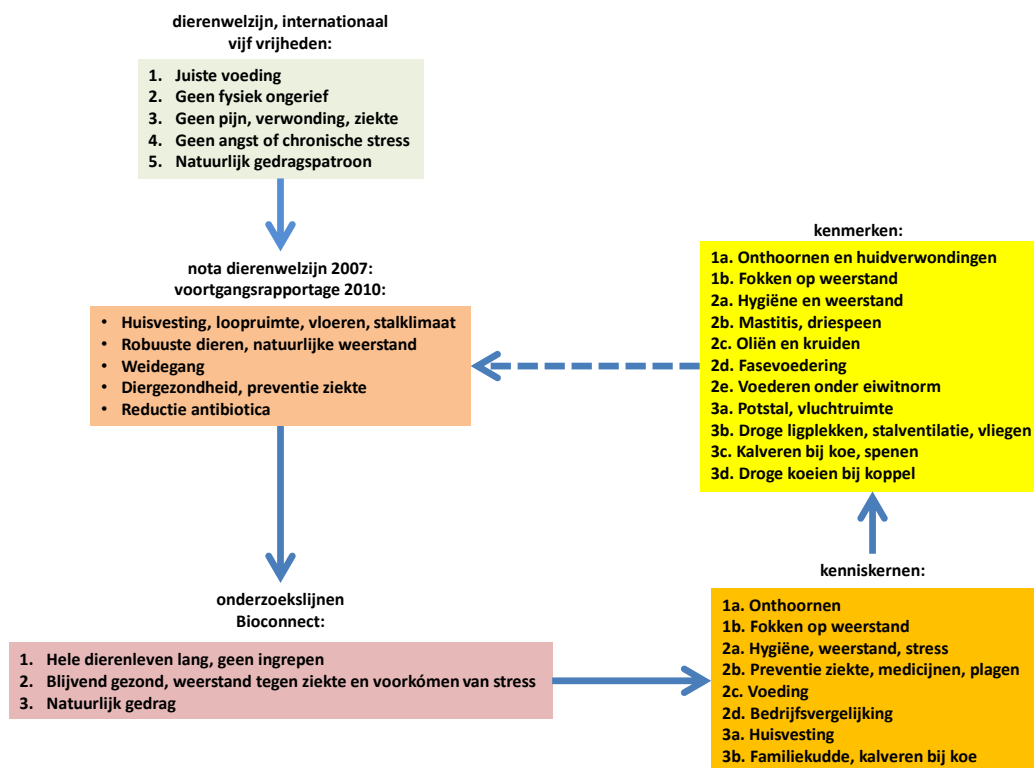 dierenwelzijn, internationaal
vijf vrijheden:
1. Juiste voeding
2. Geen fysiek ongerief
3. Geen pijn, verwonding, ziekte
4. Geen angst of chronische stress
5. Natuurlijk gedragspatroon
nota dierenwelzijn 2007:
voortgangsrapportage 2010:
• Huisvesting, loopruimte, vloeren, stalklimaat
• Robuuste dieren, natuurlijke weerstand
• Weidegang
• Diergezondheid, preventie ziekte
• Reductie antibiotica
onderzoekslijnen
Bioconnect:
1. Hele dierenleven lang, geen ingrepen
2. Blijvend gezond, weerstand tegen ziekte en voorkómen van stress
3. Natuurlijk gedrag
kenniskernen:
1a. Onthoornen
1b. Fokken op weerstand
2a. Hygiëne, weerstand, stress
2b. Preventie ziekte, medicijnen, plagen
2c. Voeding
2d. Bedrijfsvergelijking
3a. Huisvesting
3b. Familiekudde, kalveren bij koe
kenmerken:
1a. Onthoornen en huidverwondingen
1b. Fokken op weerstand
2a. Hygiëne en weerstand
2b. Mastitis, driespeen
2c. Oliën en kruiden
2d. Fasevoedering
2e. Voederen onder eiwitnorm
3a. Potstal, vluchtruimte
3b. Droge ligplekken, stalventilatie, vliegen
3c. Kalveren bij koe, spenen
3d. Droge koeien bij koppel